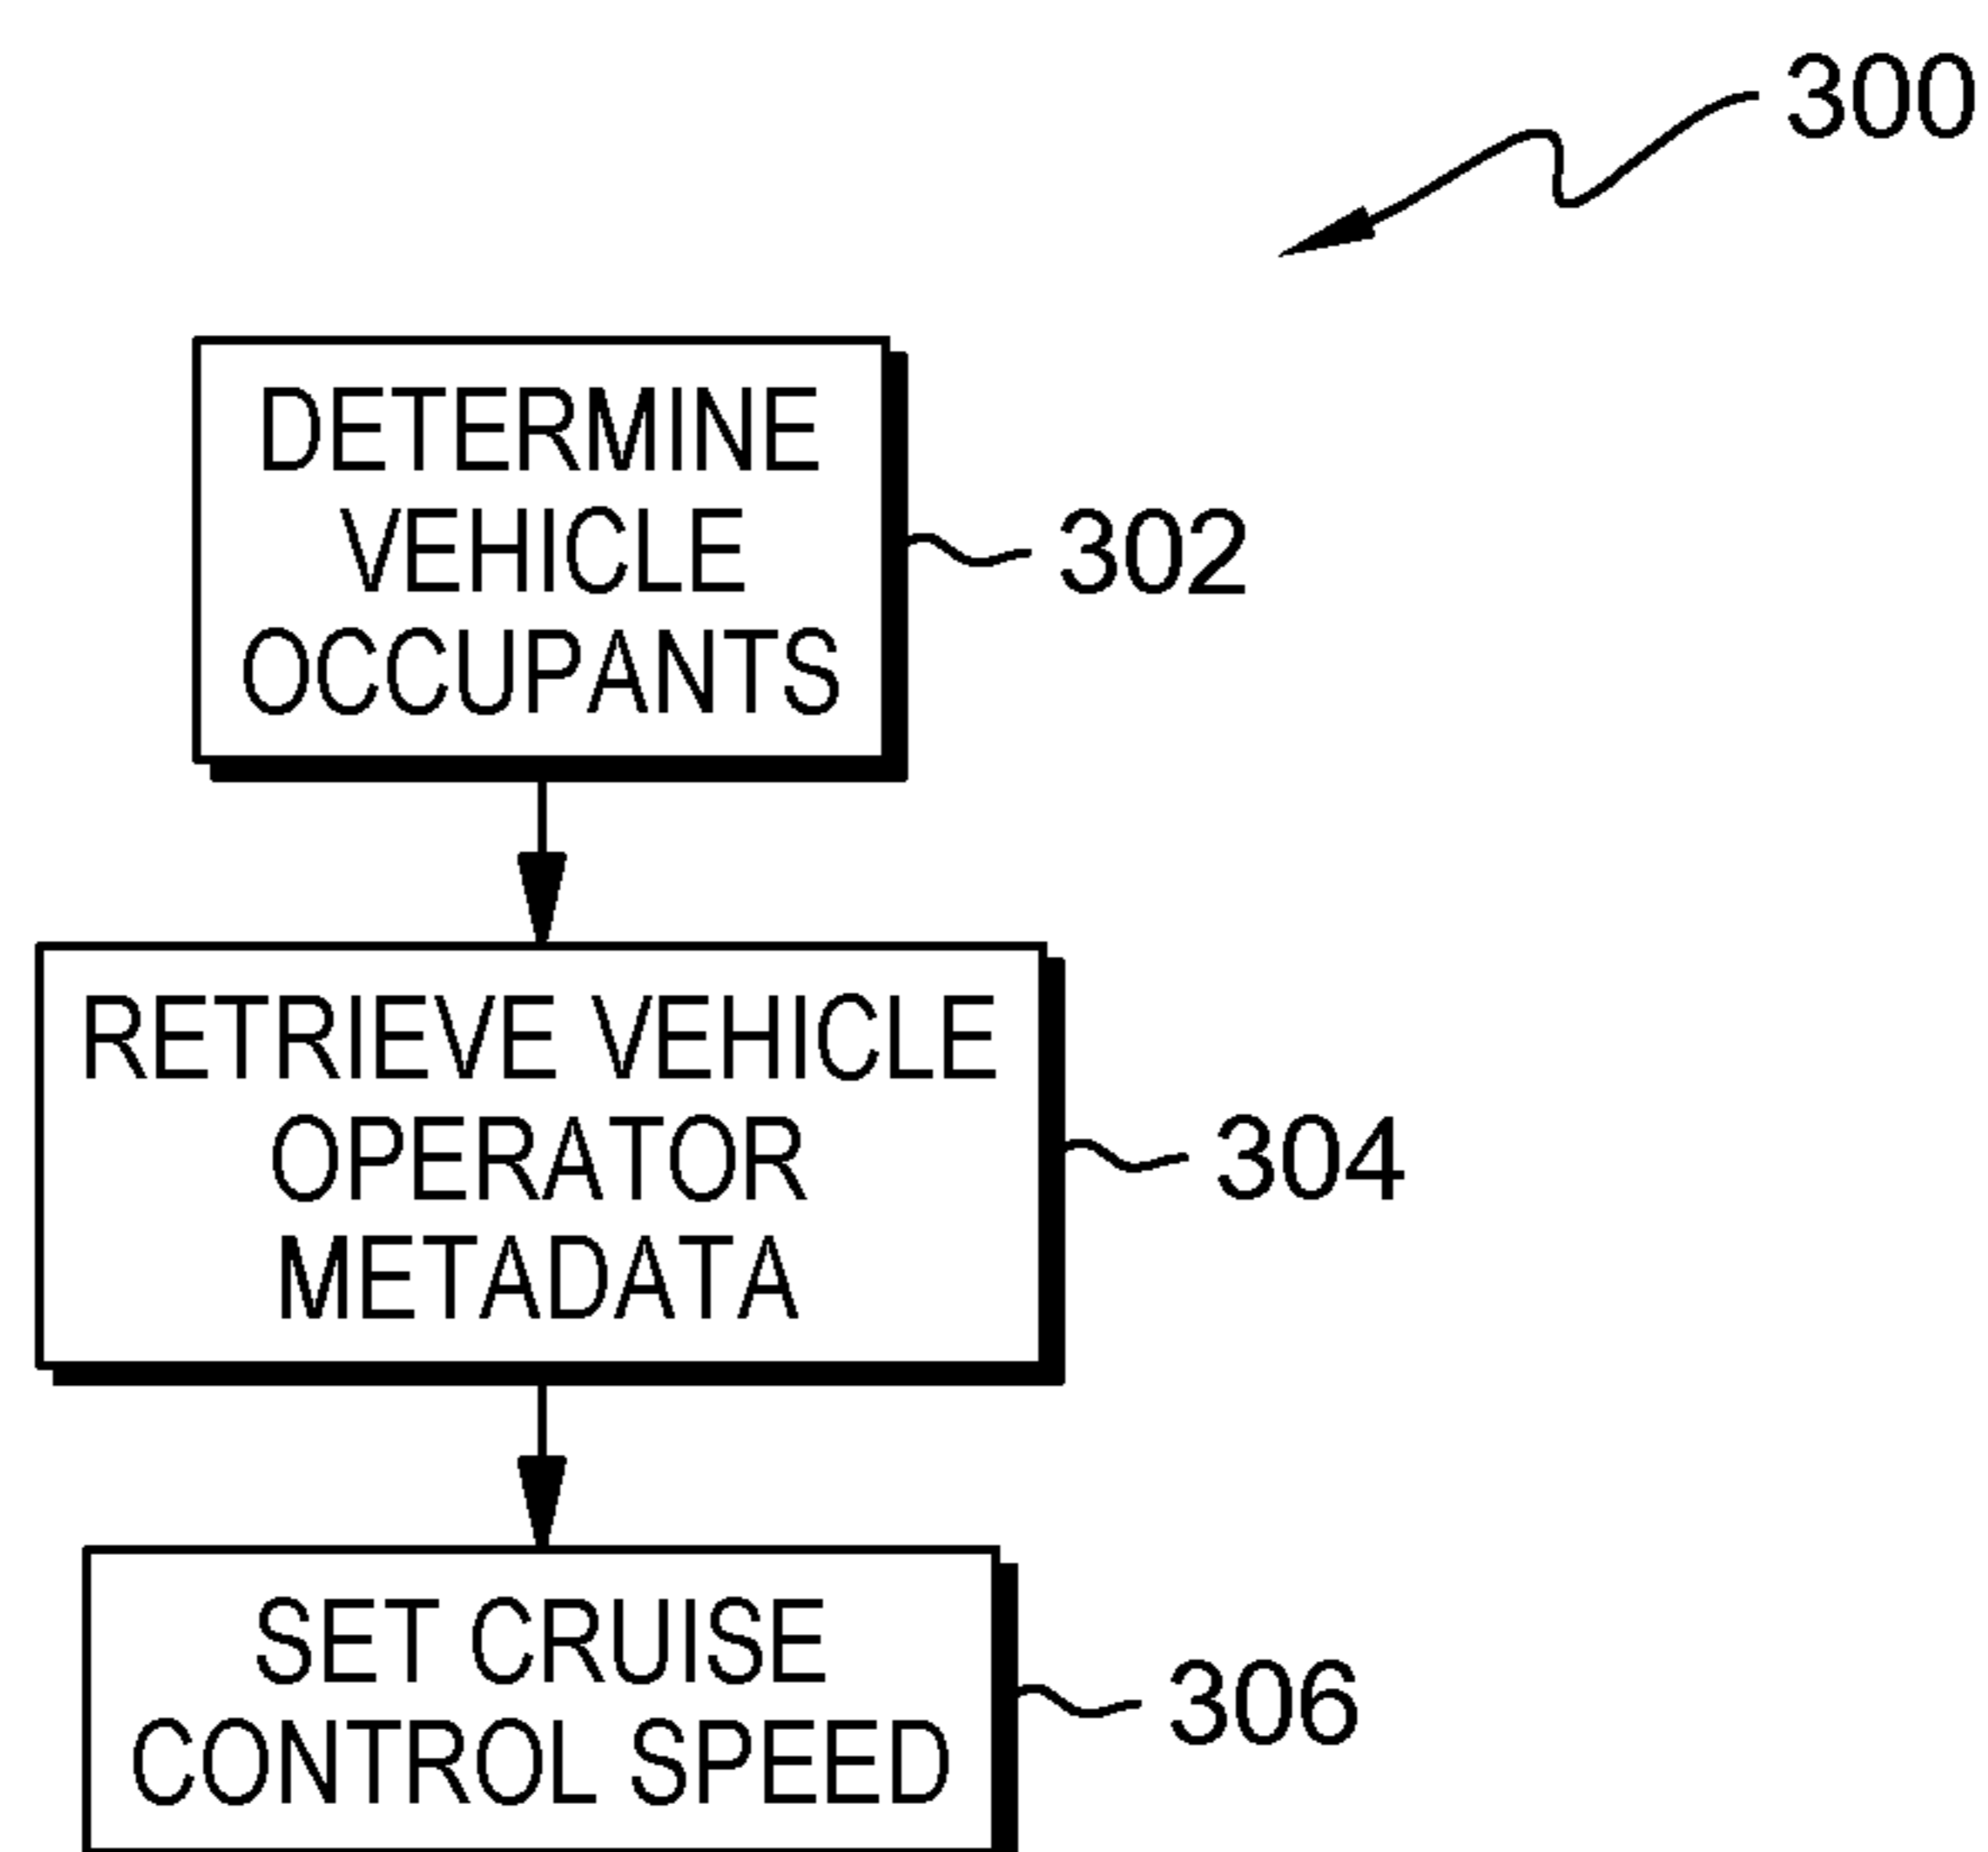 300
DETERMINE
VEHICLE
OCCUPANTS
302
RETRIEVE VEHICLE
OPERATOR
METADATA
304
SET CRUISE
CONTROL SPEED
306